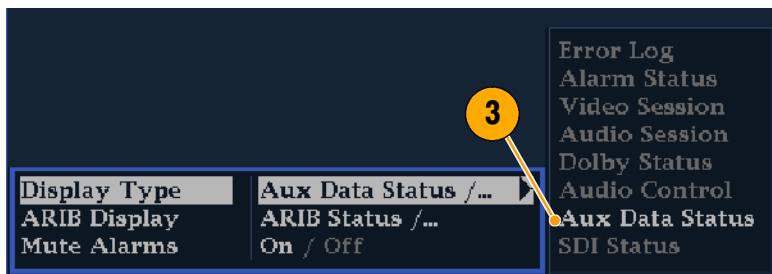 Error Log
Alarm Status
Video Session
3
Audio Session
Dolby Status
Display Type Aux Data Status /... Audio Control
ARIB Display ARIB Status /... Aux Data Status
Mute Alarms On / Off SDI Status